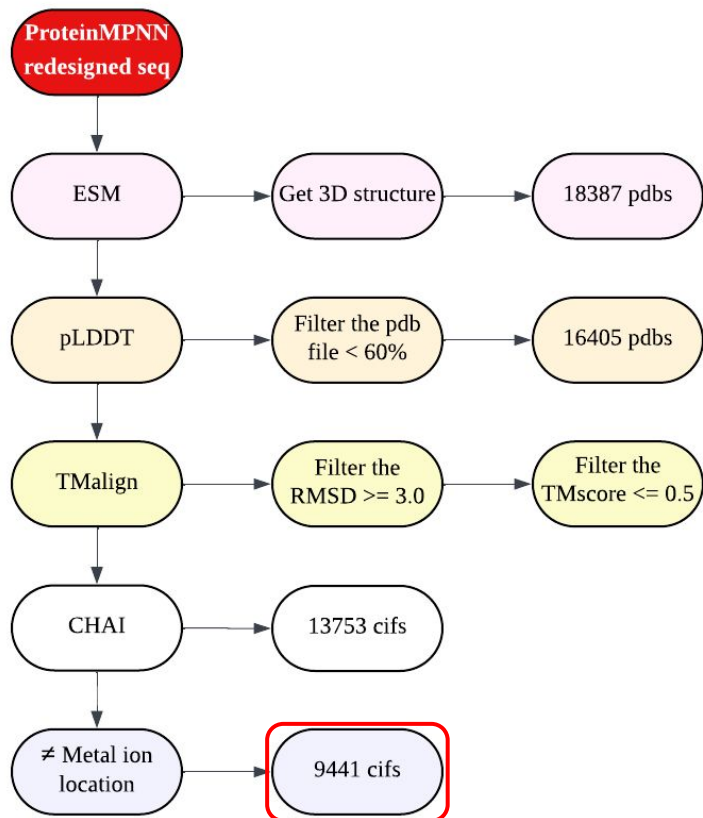 ProteinMPNN
redesigned seq
ESM
Get 3D structure
18387 pdbs
pLDDT
Filter the pdb
file < 60%
16405 pdbs
TMalign
Filter the
RMSD >= 3.0
Filter the
TMscore <= 0.5
CHAI
13753 cifs
≠ Metal ion
location
9441 cifs